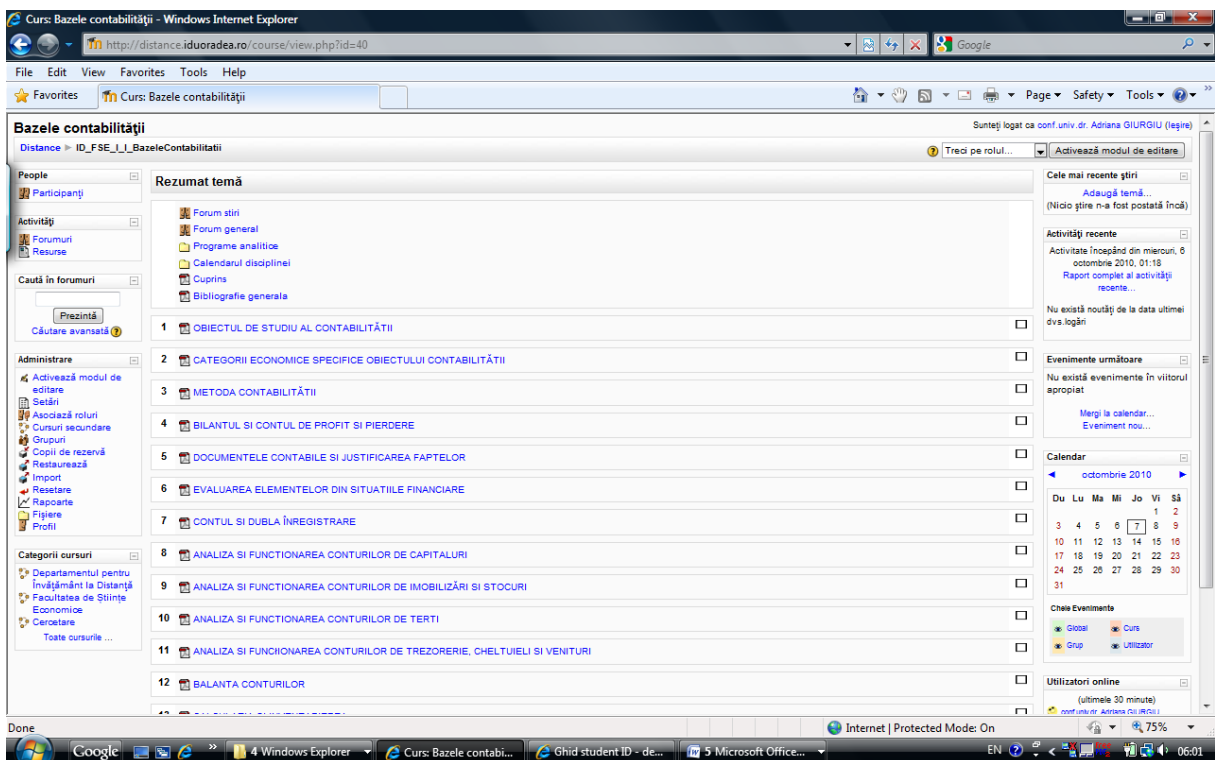 Curs: Bazele contabilităţii - Windows Internet Explorer
http://distance.iduoradea.ro/course/view.php?id=40
Google
File Edit View Favorites Tools Help
Favorites
Curs: Bazele contabilităţii
Page Safety Tools
Bazele contabilităţii
Sunteţi logat ca conf.univ.dr. Adriana GIURGIU (Ieşire)
Distance ► ID_FSE_I_I_BazeleContabilitatii
Treci pe rolul...
Activează modul de editare
People
Participanţi
Activităţi
Forumuri
Resurse
Caută în forumuri
Prezintă
Căutare avansată
Administrare
Activează modul de
editare
Setări
Asociază roluri
Cursuri secundare
Grupuri
Copii de rezervă
Restaurează
Import
Resetare
Rapoarte
Fişiere
Profil
Categorii cursuri
Departamentul pentru
Învăţământ la Distanţă
Facultatea de Ştiinţe
Economice
Cercetare
Toate cursurile ...
Rezumat temă
Forum stiri
Forum general
Programe analitice
Calendarul disciplinei
Cuprins
Bibliografie generala
1 OBIECTUL DE STUDIU AL CONTABILITĂTII
2 CATEGORII ECONOMICE SPECIFICE OBIECTULUI CONTABILITĂTII
3 METODA CONTABILITĂTII
4 BILANTUL SI CONTUL DE PROFIT SI PIERDERE
5 DOCUMENTELE CONTABILE SI JUSTIFICAREA FAPTELOR
6 EVALUAREA ELEMENTELOR DIN SITUATIILE FINANCIARE
7 CONTUL SI DUBLA ÎNREGISTRARE
8 ANALIZA SI FUNCTIONAREA CONTURILOR DE CAPITALURI
9 ANALIZA SI FUNCTIONAREA CONTURILOR DE IMOBILIZĂRI SI STOCURI
10 ANALIZA SI FUNCTIONAREA CONTURILOR DE TERTI
11 ANALIZA SI FUNCIIONAREA CONTURILOR DE TREZORERIE, CHELTUIELI SI VENITURI
12 BALANTA CONTURILOR
Cele mai recente ştiri
Adaugă temă...
(Nicio ştire n-a fost postată încă)
Activităţi recente
Activitate începând din miercuri, 6
octombrie 2010, 01:18
Raport complet al activităţii
recente...
Nu există noutăţi de la data ultimei
dvs.logări
Evenimente următoare
Nu există evenimente în viitorul
apropiat
Mergi la calendar...
Eveniment nou...
Calendar
octombrie 2010
Du Lu Ma Mi Jo Vi Sâ
1 2
3 4 5 6 7 8 9
10 11 12 13 14 15 16
17 18 19 20 21 22 23
24 25 26 27 28 29 30
31
Cheie Evenimente
Global Curs
Grup Utilizator
Utilizatori online
(ultimele 30 minute)
conf.univ.dr. Adriana GIURGIU
Done
Internet | Protected Mode: On
75%
Google
4 Windows Explorer
Curs: Bazele contabi...
Ghid student ID - de...
5 Microsoft Office...
EN
06:01